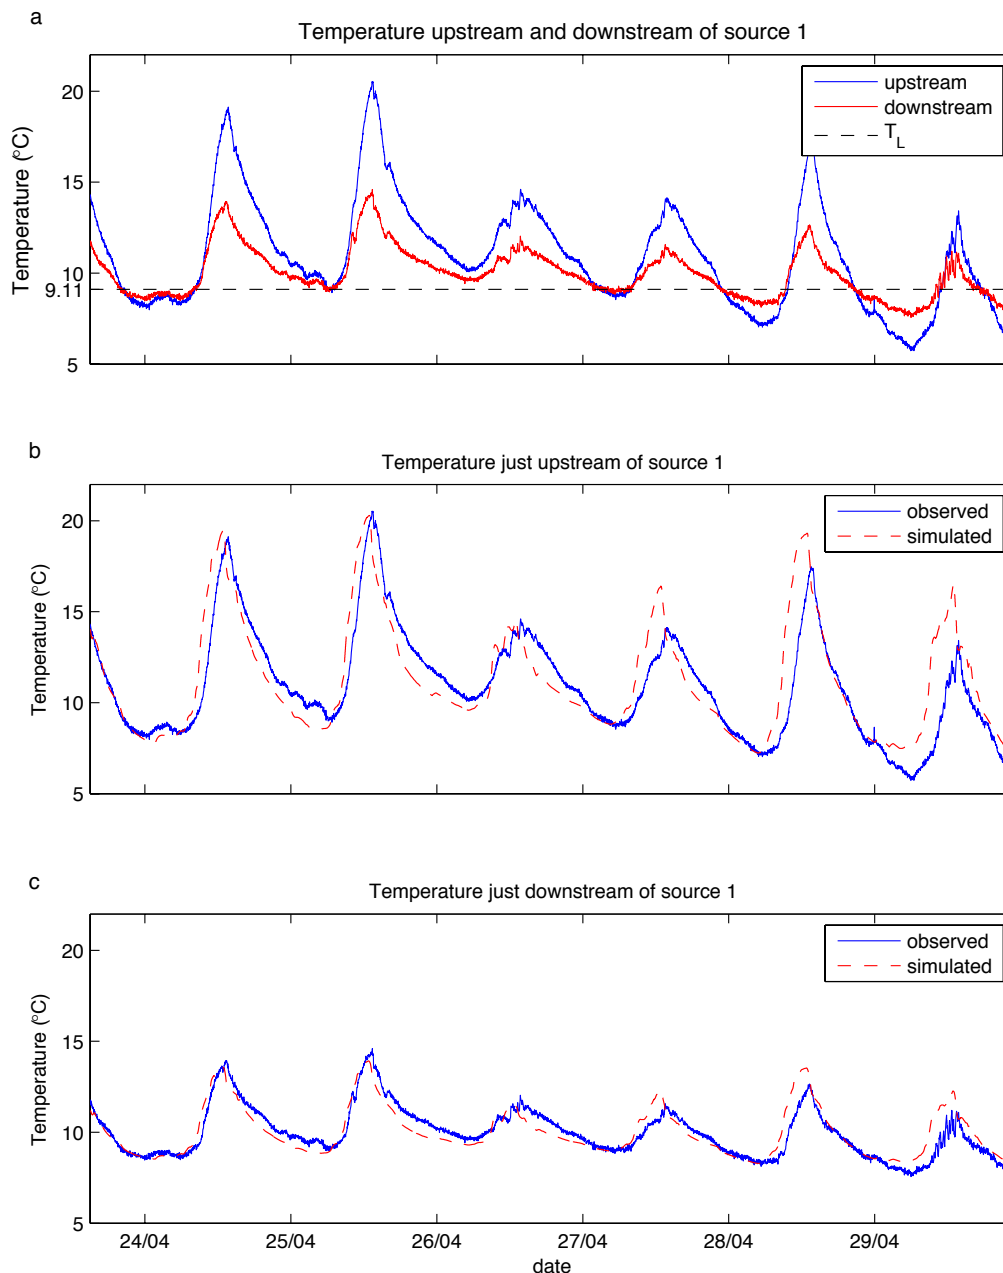 a
Temperature upstream and downstream of source 1
Temperature (°C)
20
15
10
9.11
5
upstream
downstream
T_L
b
Temperature just upstream of source 1
Temperature (°C)
20
15
10
5
observed
simulated
c
Temperature just downstream of source 1
Temperature (°C)
20
15
10
5
observed
simulated
24/04 25/04 26/04 27/04 28/04 29/04
date